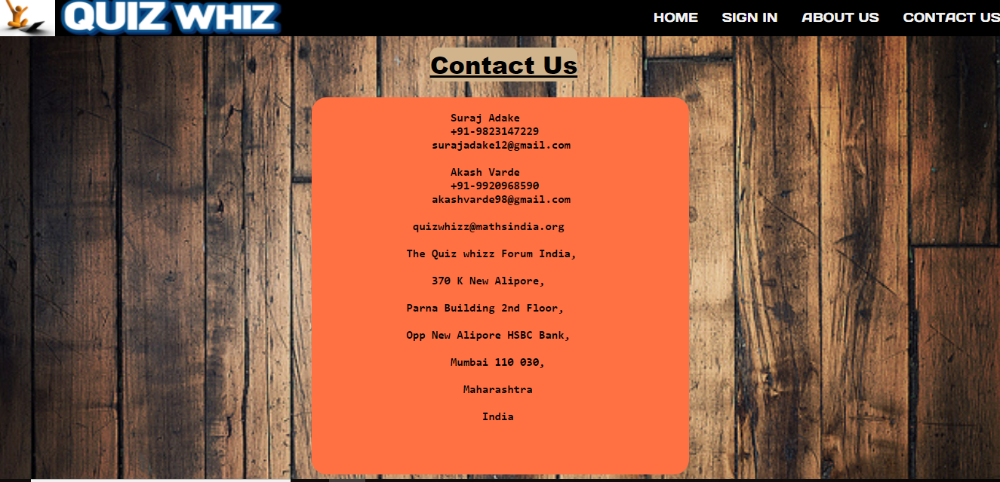 QUIZ WHIZ
HOME SIGN IN ABOUT US CONTACT US
Contact Us
Suraj Adake
+91-9823147229
surajadake12@gmail.com
Akash Varde
+91-9920968590
akashvarde98@gmail.com
quizwhizz@mathsindia.org
The Quiz whizz Forum India,
370 K New Alipore,
Parna Building 2nd Floor,
Opp New Alipore HSBC Bank,
Mumbai 110 030,
Maharashtra
India